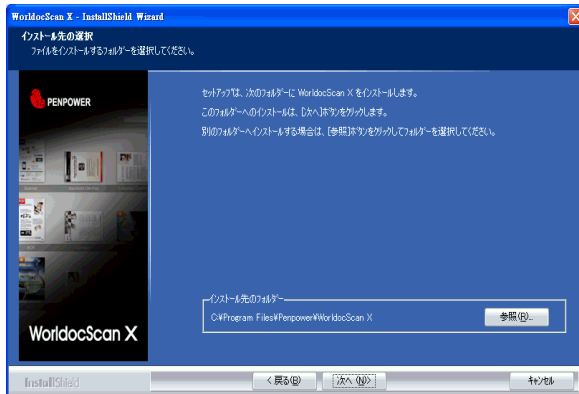 WorldocScan X - InstallShield Wizard
インストール先の選択
ファイルをインストールするフォルダーを選択してください。
PENPOWER
セットアップは、次のフォルダーに WorldocScan X をインストールします。
このフォルダーへのインストールは、[次へ]ボタンをクリックします。
別のフォルダーへインストールする場合は、[参照]ボタンをクリックしてフォルダーを選択してください。
インストール先のフォルダー
C:¥Program Files¥Penpower¥WorldocScan X
参照(R)...
WorldocScan X
InstallShield
< 戻る(B)
次へ (N)>
キャンセル